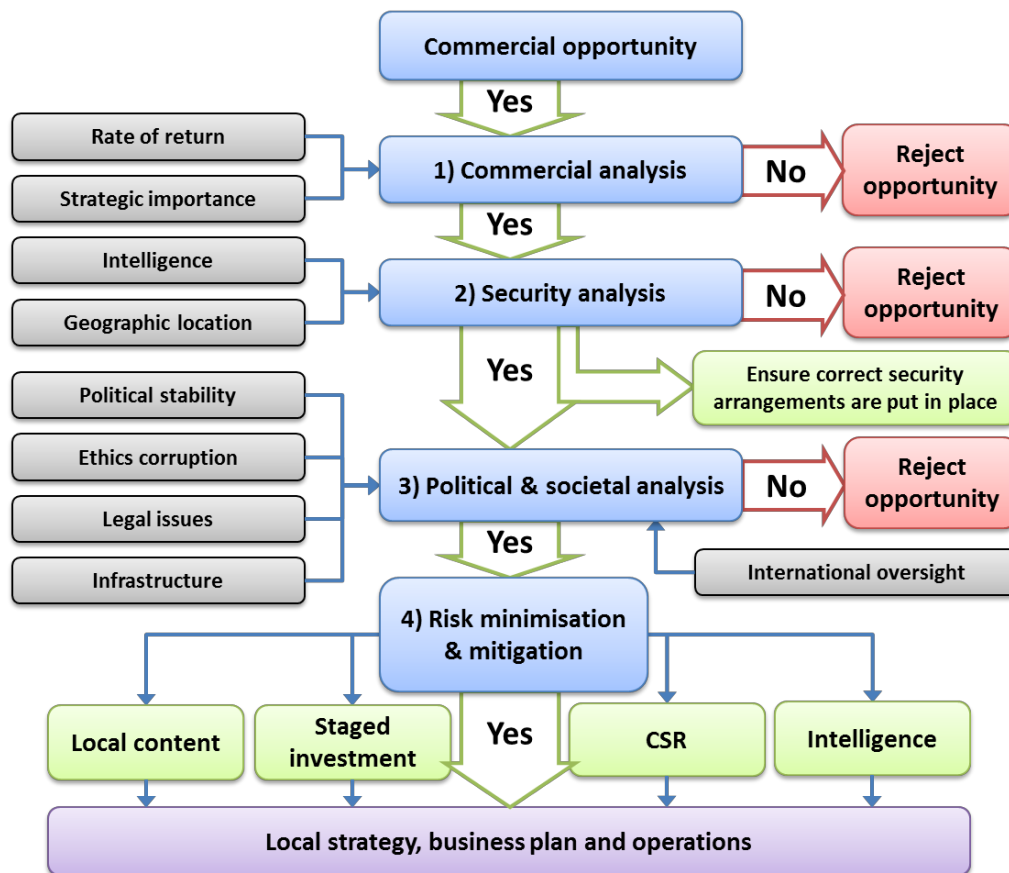 Commercial opportunity
Yes
Rate of return
Strategic importance
1) Commercial analysis
No
Reject
opportunity
Yes
Intelligence
Geographic location
2) Security analysis
No
Reject
opportunity
Yes
Ensure correct security
arrangements are put in place
Political stability
Ethics corruption
Legal issues
Infrastructure
3) Political & societal analysis
No
Reject
opportunity
Yes
International oversight
4) Risk minimisation
& mitigation
Local content
Staged
investment
Yes
CSR
Intelligence
Local strategy, business plan and operations